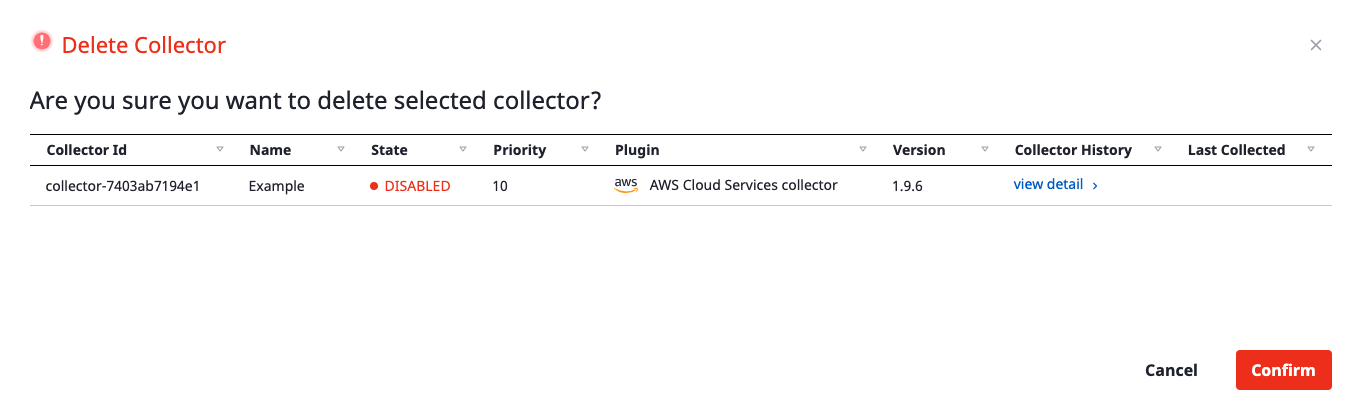 Delete Collector
Are you sure you want to delete selected collector?
Collector Id Name State Priority Plugin Version Collector History Last Collected
collector-7403ab7194e1 Example DISABLED 10 aws AWS Cloud Services collector 1.9.6 view detail
Cancel Confirm